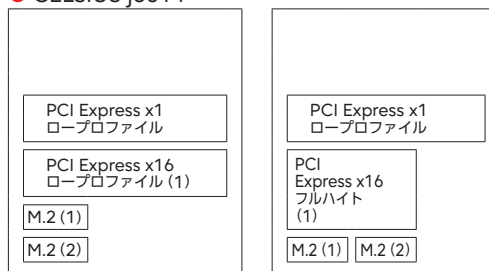 PCI Express x1
ロープロファイル
PCI Express x16
ロープロファイル (1)
M.2 (1)
M.2 (2)
PCI Express x1
ロープロファイル
PCI
Express x16
フルハイト
(1)
M.2 (1) M.2 (2)